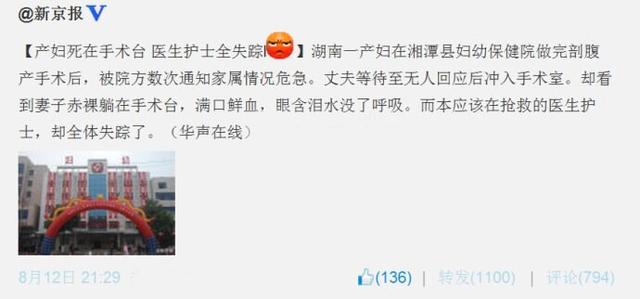 @新京报
【产妇死在手术台 医生护士全失踪 】湖南一产妇在湘潭县妇幼保健院做完剖腹
产手术后，被院方数次通知家属情况危急。丈夫等待至无人回应后冲入手术室。却看
到妻子赤裸躺在手术台，满口鲜血，眼含泪水没了呼吸。而本应该在抢救的医生护
士，却全体失踪了。（华声在线）
妇幼
8月12日 21:29
(136) | 转发(1100) | 评论(794)